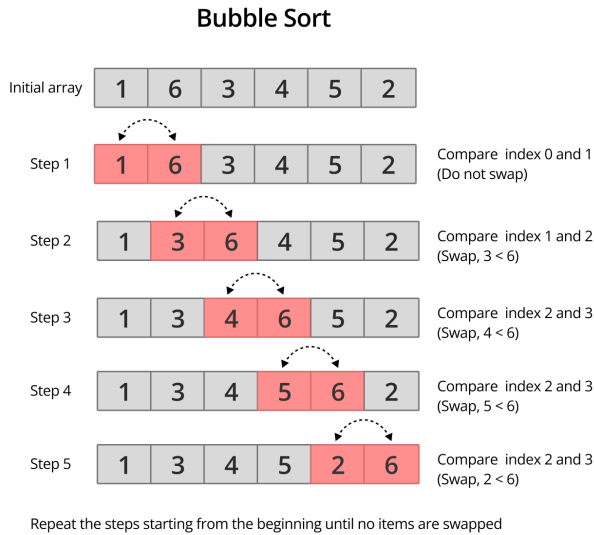 Bubble Sort
Initial array 1 6 3 4 5 2
Step 1 1 6 3 4 5 2 Compare index 0 and 1
(Do not swap)
Step 2 1 3 6 4 5 2 Compare index 1 and 2
(Swap, 3 < 6)
Step 3 1 3 4 6 5 2 Compare index 2 and 3
(Swap, 4 < 6)
Step 4 1 3 4 5 6 2 Compare index 2 and 3
(Swap, 5 < 6)
Step 5 1 3 4 5 2 6 Compare index 2 and 3
(Swap, 2 < 6)
Repeat the steps starting from the beginning until no items are swapped